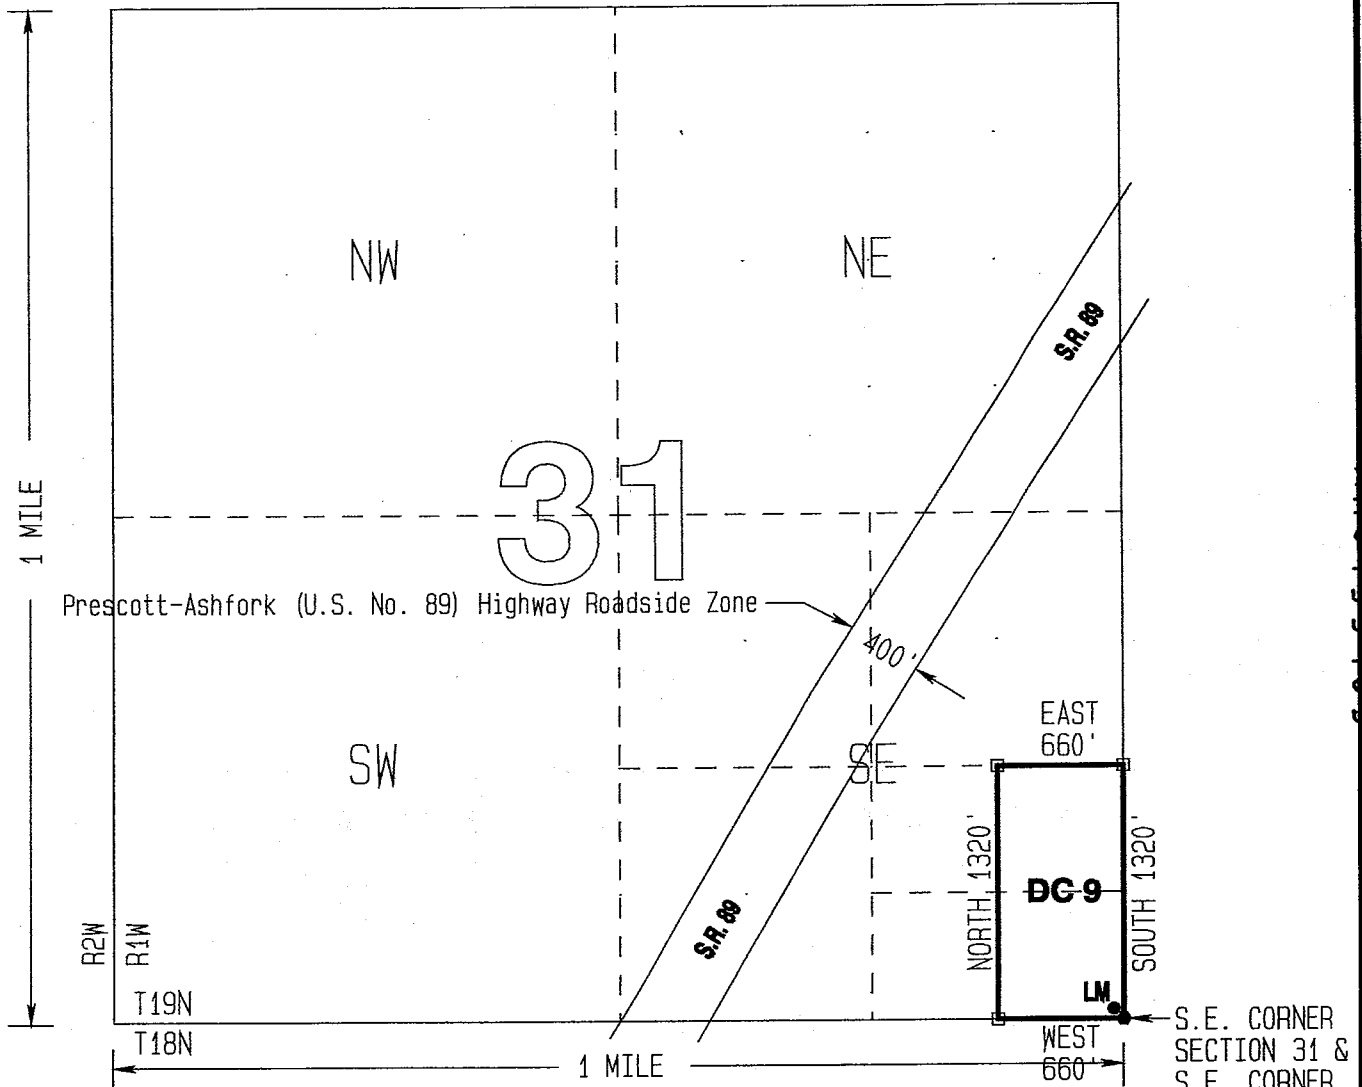 NW
NE
S.R. 89
31
1 MILE
Prescott-Ashfork (U.S. No. 89) Highway Roadside Zone
400'
EAST
660'
SW
SE
NORTH 1320'
DC 9
SOUTH 1320'
S.R. 89
R2W
R1W
LM
T19N
T18N
WEST
660'
1 MILE
S.E. CORNER
SECTION 31 &
S.E. CORNER